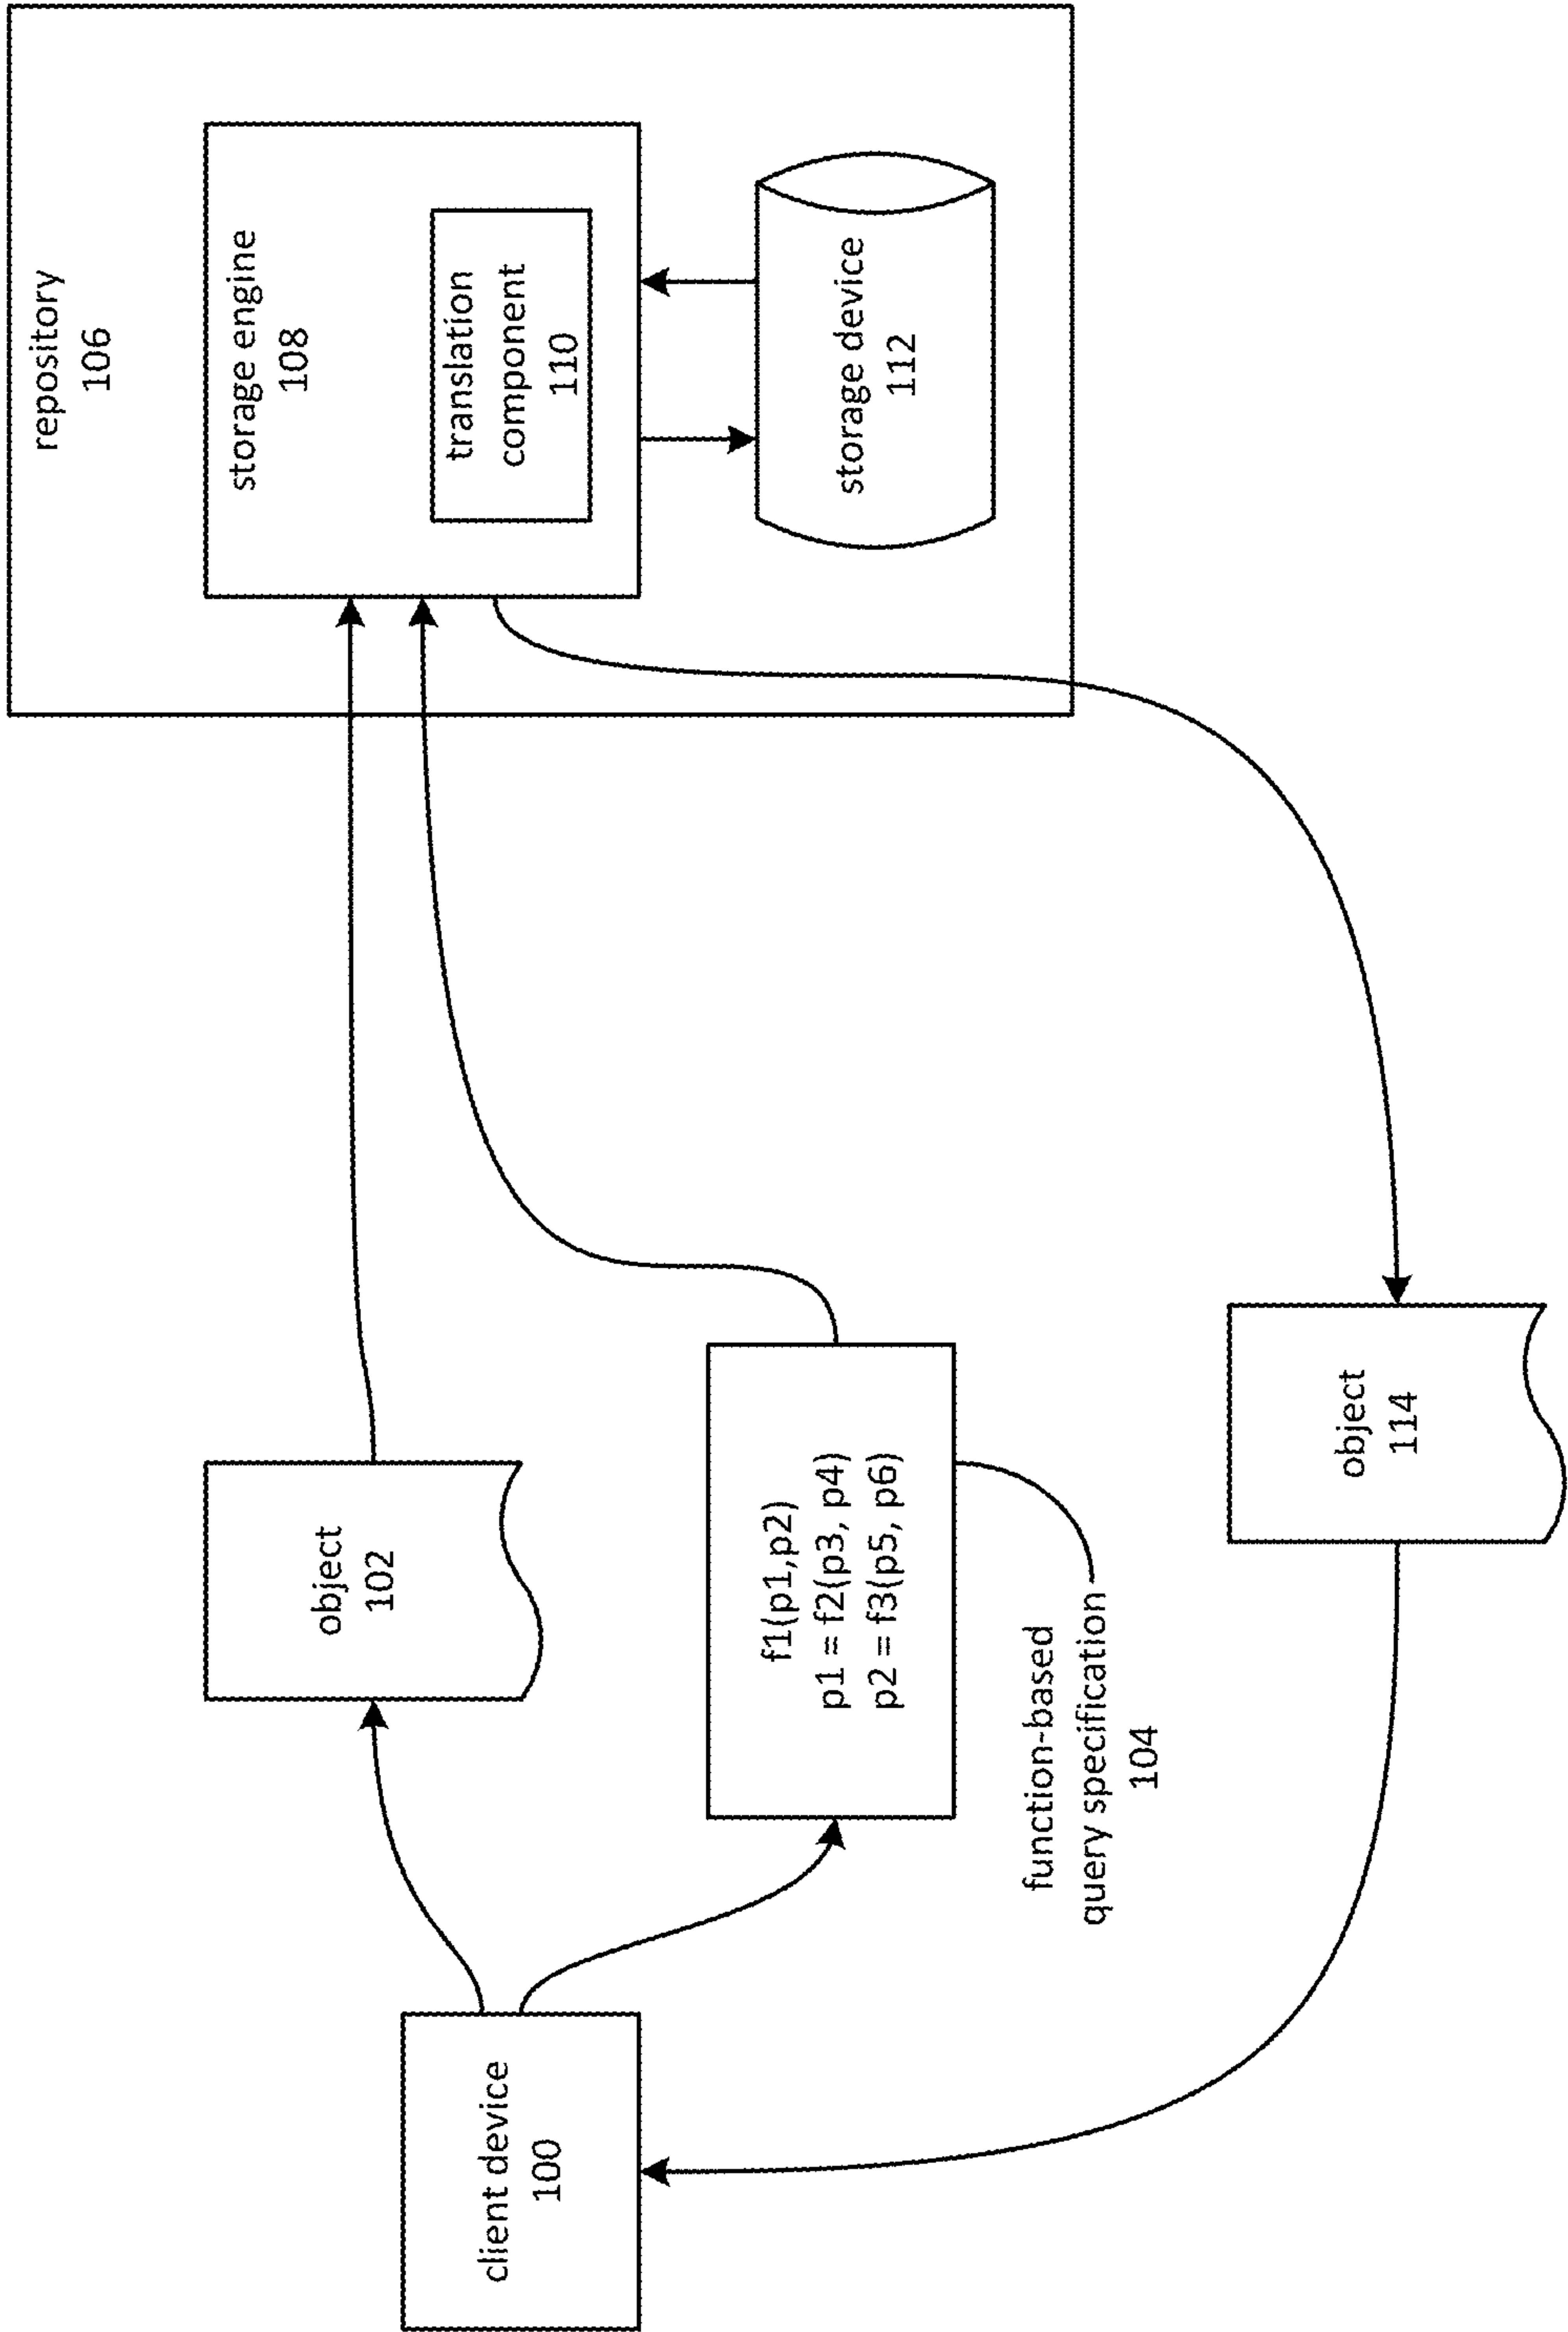 repository
106
storage engine
108
translation
component
110
storage device
112
object
102
client device
100
f1(p1,p2)
p1 = f2(p3, p4)
p2 = f3(p5, p6)
function-based
query specification
104
object
114